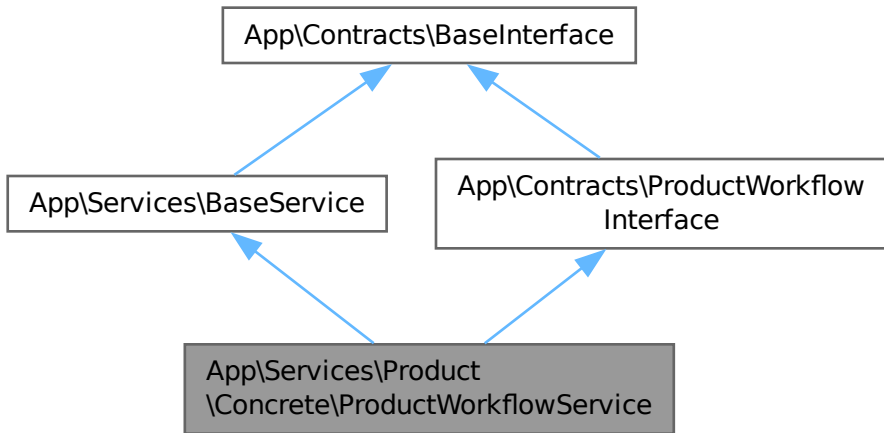 App\Contracts\BaseInterface
App\Services\BaseService
App\Contracts\ProductWorkflow
Interface
App\Services\Product
\Concrete\ProductWorkflowService